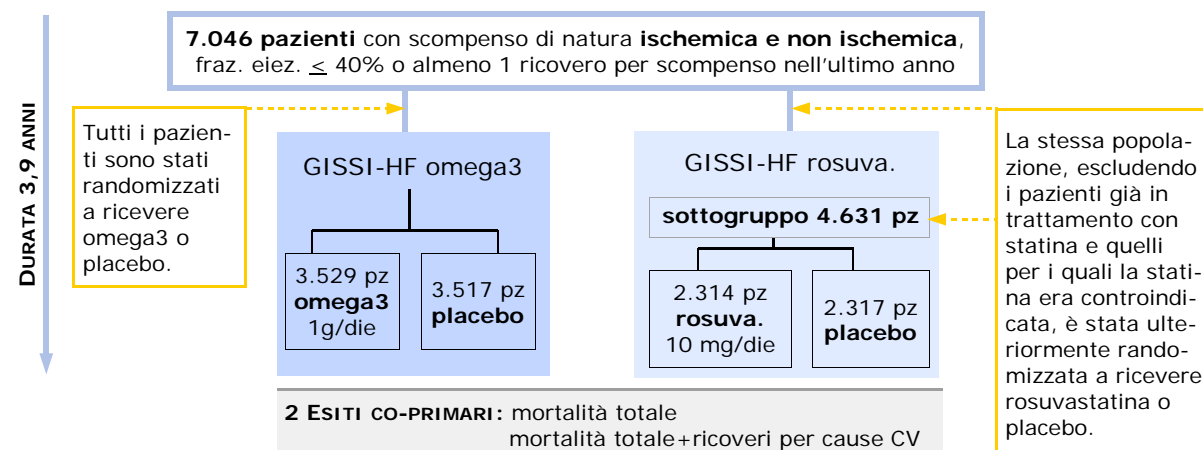 7.046 pazienti con scompenso di natura ischemica e non ischemica,
fraz. eiez. < 40% o almeno 1 ricovero per scompenso nell'ultimo anno
DURATA 3,9 ANNI
Tutti i pazien-
ti sono stati
randomizzati
a ricevere
omega3 o
placebo.
GISSI-HF omega3
3.529 pz
omega3
1g/die
3.517 pz
placebo
GISSI-HF rosuva.
sottogruppo 4.631 pz
2.314 pz
rosuva.
10 mg/die
2.317 pz
placebo
La stessa popola-
zione, escludendo
i pazienti già in
trattamento con
statina e quelli
per i quali la stati-
na era controindi-
cata, è stata ulte-
riormente rando-
mizzata a ricevere
rosuvastatina o
placebo.
2 ESITI CO-PRIMARI: mortalità totale
mortalità totale+ricoveri per cause CV